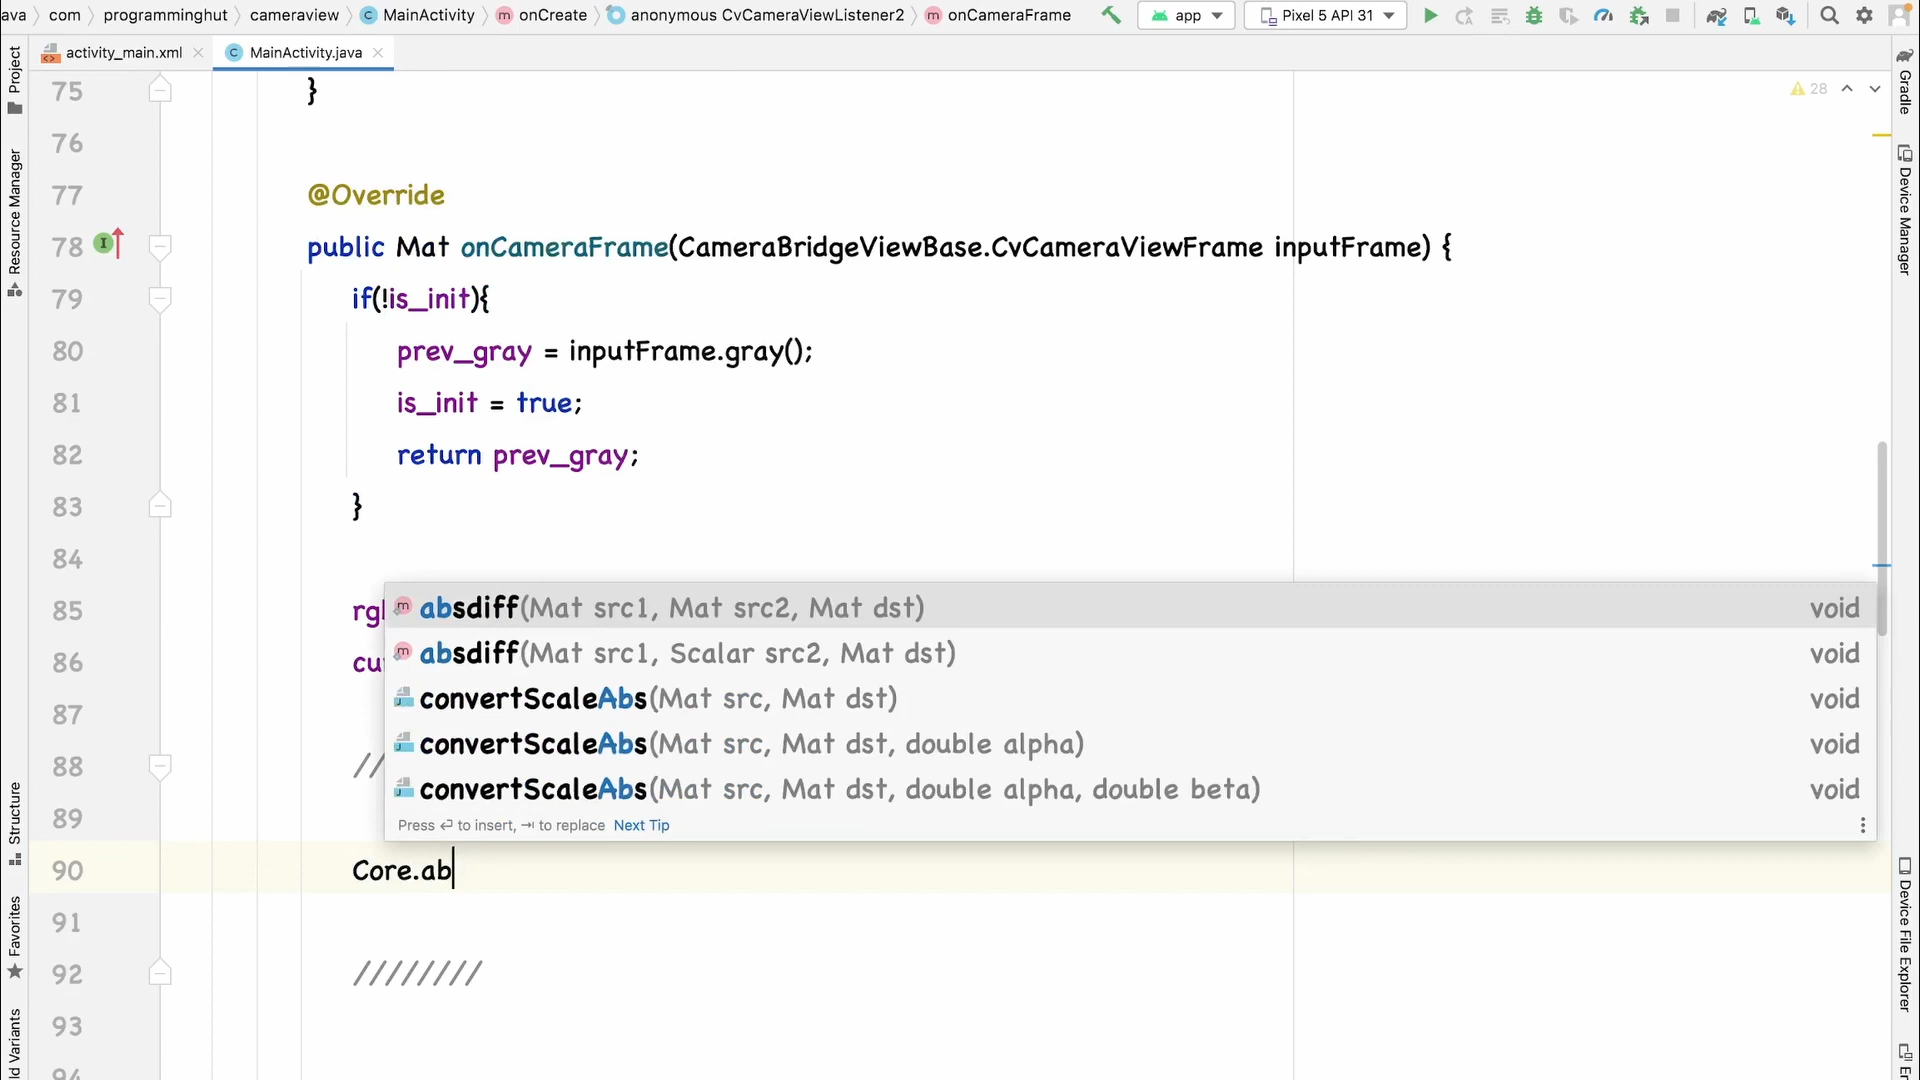 ava com programminghut cameraview MainActivity onCreate anonymous CvCameraViewListener2 onCameraFrame app Pixel 5 API 31
activity_main.xml MainActivity.java
Project
Resource Manager
Structure
Favorites
ld Variants
Gradle
Device Manager
Device File Explorer
28
75 }
76
77 @Override
78 public Mat onCameraFrame(CameraBridgeViewBase.CvCameraViewFrame inputFrame) {
79 if(!is_init){
80 prev_gray = inputFrame.gray();
81 is_init = true;
82 return prev_gray;
83 }
84
85 rgb
86 cu
87
88 //
89
absdiff(Mat src1, Mat src2, Mat dst) void
absdiff(Mat src1, Scalar src2, Mat dst) void
convertScaleAbs(Mat src, Mat dst) void
convertScaleAbs(Mat src, Mat dst, double alpha) void
convertScaleAbs(Mat src, Mat dst, double alpha, double beta) void
Press ↩ to insert, ⇥ to replace Next Tip
90 Core.ab
91
92 ////////
93
94